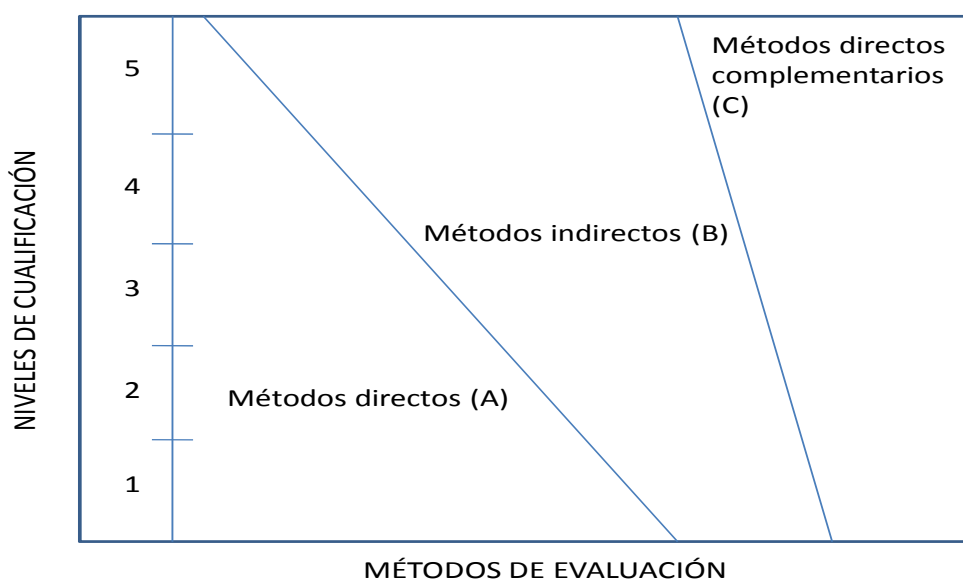 Métodos directos
complementarios
(C)
5
4
Métodos indirectos (B)
3
2
Métodos directos (A)
1
NIVELES DE CUALIFICACIÓN
MÉTODOS DE EVALUACIÓN